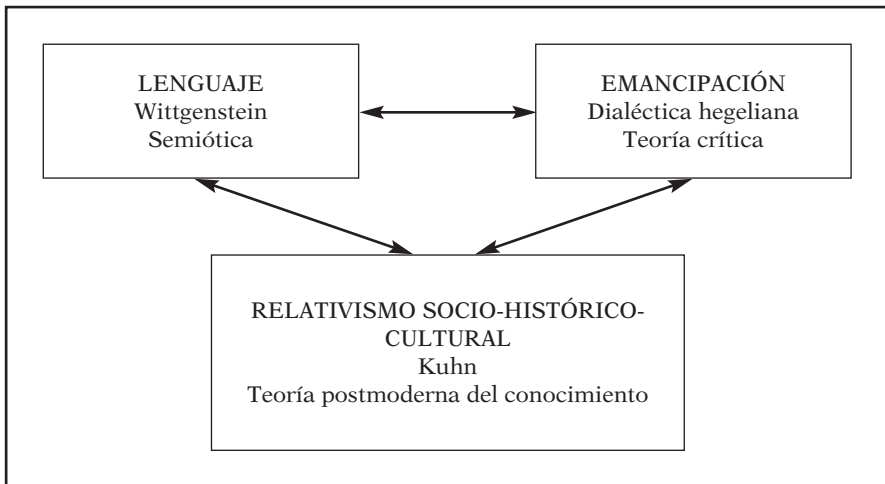 LENGUAJE
Wittgenstein
Semiótica
EMANCIPACIÓN
Dialéctica hegeliana
Teoría crítica
RELATIVISMO SOCIO-HISTÓRICO-
CULTURAL
Kuhn
Teoría postmoderna del conocimiento